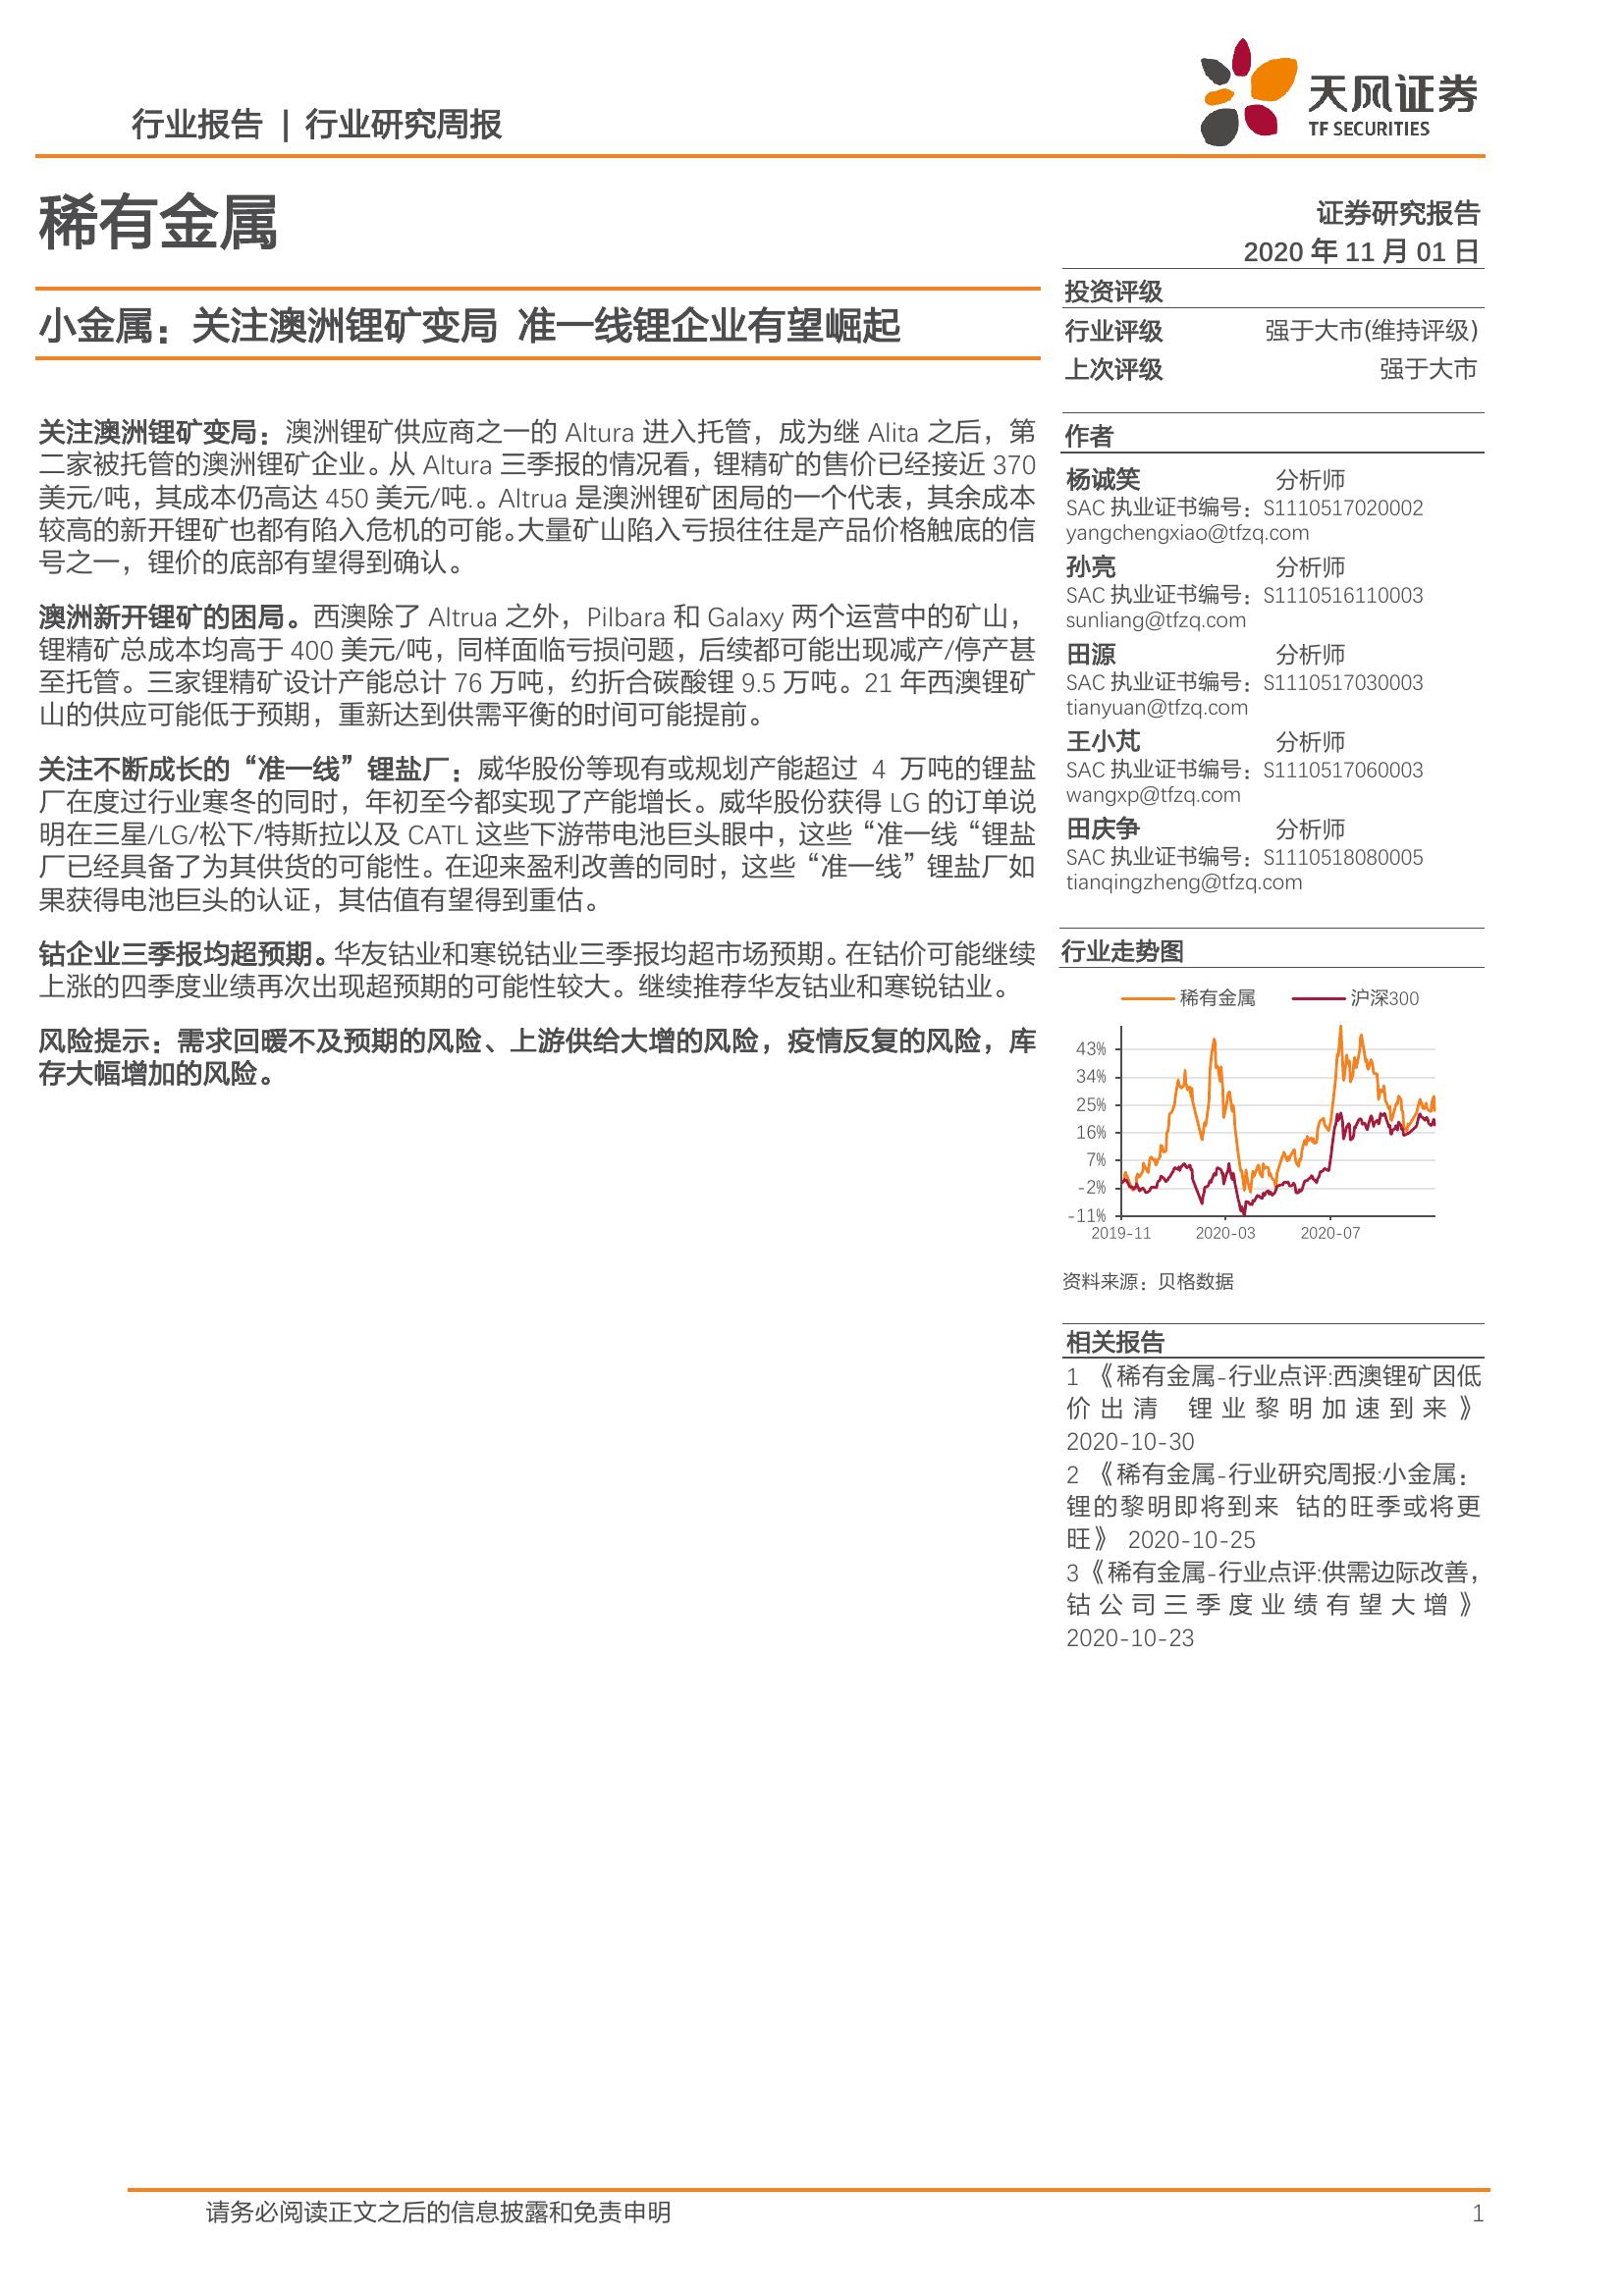 行业报告 | 行业研究周报
天风证券
TF SECURITIES
稀有金属
证券研究报告
2020 年 11 月 01 日
小金属：关注澳洲锂矿变局 准一线锂企业有望崛起
关注澳洲锂矿变局：澳洲锂矿供应商之一的 Altura 进入托管，成为继 Alita 之后，第
二家被托管的澳洲锂矿企业。从 Altura 三季报的情况看，锂精矿的售价已经接近 370
美元/吨，其成本仍高达 450 美元/吨.。Altrua 是澳洲锂矿困局的一个代表，其余成本
较高的新开锂矿也都有陷入危机的可能。大量矿山陷入亏损往往是产品价格触底的信
号之一，锂价的底部有望得到确认。
澳洲新开锂矿的困局。西澳除了 Altrua 之外，Pilbara 和 Galaxy 两个运营中的矿山，
锂精矿总成本均高于 400 美元/吨，同样面临亏损问题，后续都可能出现减产/停产甚
至托管。三家锂精矿设计产能总计 76 万吨，约折合碳酸锂 9.5 万吨。21 年西澳锂矿
山的供应可能低于预期，重新达到供需平衡的时间可能提前。
关注不断成长的“准一线”锂盐厂：威华股份等现有或规划产能超过 4 万吨的锂盐
厂在度过行业寒冬的同时，年初至今都实现了产能增长。威华股份获得 LG 的订单说
明在三星/LG/松下/特斯拉以及 CATL 这些下游带电池巨头眼中，这些“准一线“锂盐
厂已经具备了为其供货的可能性。在迎来盈利改善的同时，这些“准一线”锂盐厂如
果获得电池巨头的认证，其估值有望得到重估。
钴企业三季报均超预期。华友钴业和寒锐钴业三季报均超市场预期。在钴价可能继续
上涨的四季度业绩再次出现超预期的可能性较大。继续推荐华友钴业和寒锐钴业。
风险提示：需求回暖不及预期的风险、上游供给大增的风险，疫情反复的风险，库
存大幅增加的风险。
投资评级
行业评级 强于大市(维持评级)
上次评级 强于大市
作者
杨诚笑 分析师
SAC 执业证书编号：S1110517020002
yangchengxiao@tfzq.com
孙亮 分析师
SAC 执业证书编号：S1110516110003
sunliang@tfzq.com
田源 分析师
SAC 执业证书编号：S1110517030003
tianyuan@tfzq.com
王小芃 分析师
SAC 执业证书编号：S1110517060003
wangxp@tfzq.com
田庆争 分析师
SAC 执业证书编号：S1110518080005
tianqingzheng@tfzq.com
行业走势图
稀有金属 沪深300
43%
34%
25%
16%
7%
-2%
-11%
2019-11 2020-03 2020-07
资料来源：贝格数据
相关报告
1 《稀有金属-行业点评:西澳锂矿因低
价出清 锂业黎明加速到来》
2020-10-30
2 《稀有金属-行业研究周报:小金属：
锂的黎明即将到来 钴的旺季或将更
旺》 2020-10-25
3《稀有金属-行业点评:供需边际改善，
钴公司三季度业绩有望大增》
2020-10-23
请务必阅读正文之后的信息披露和免责申明 1